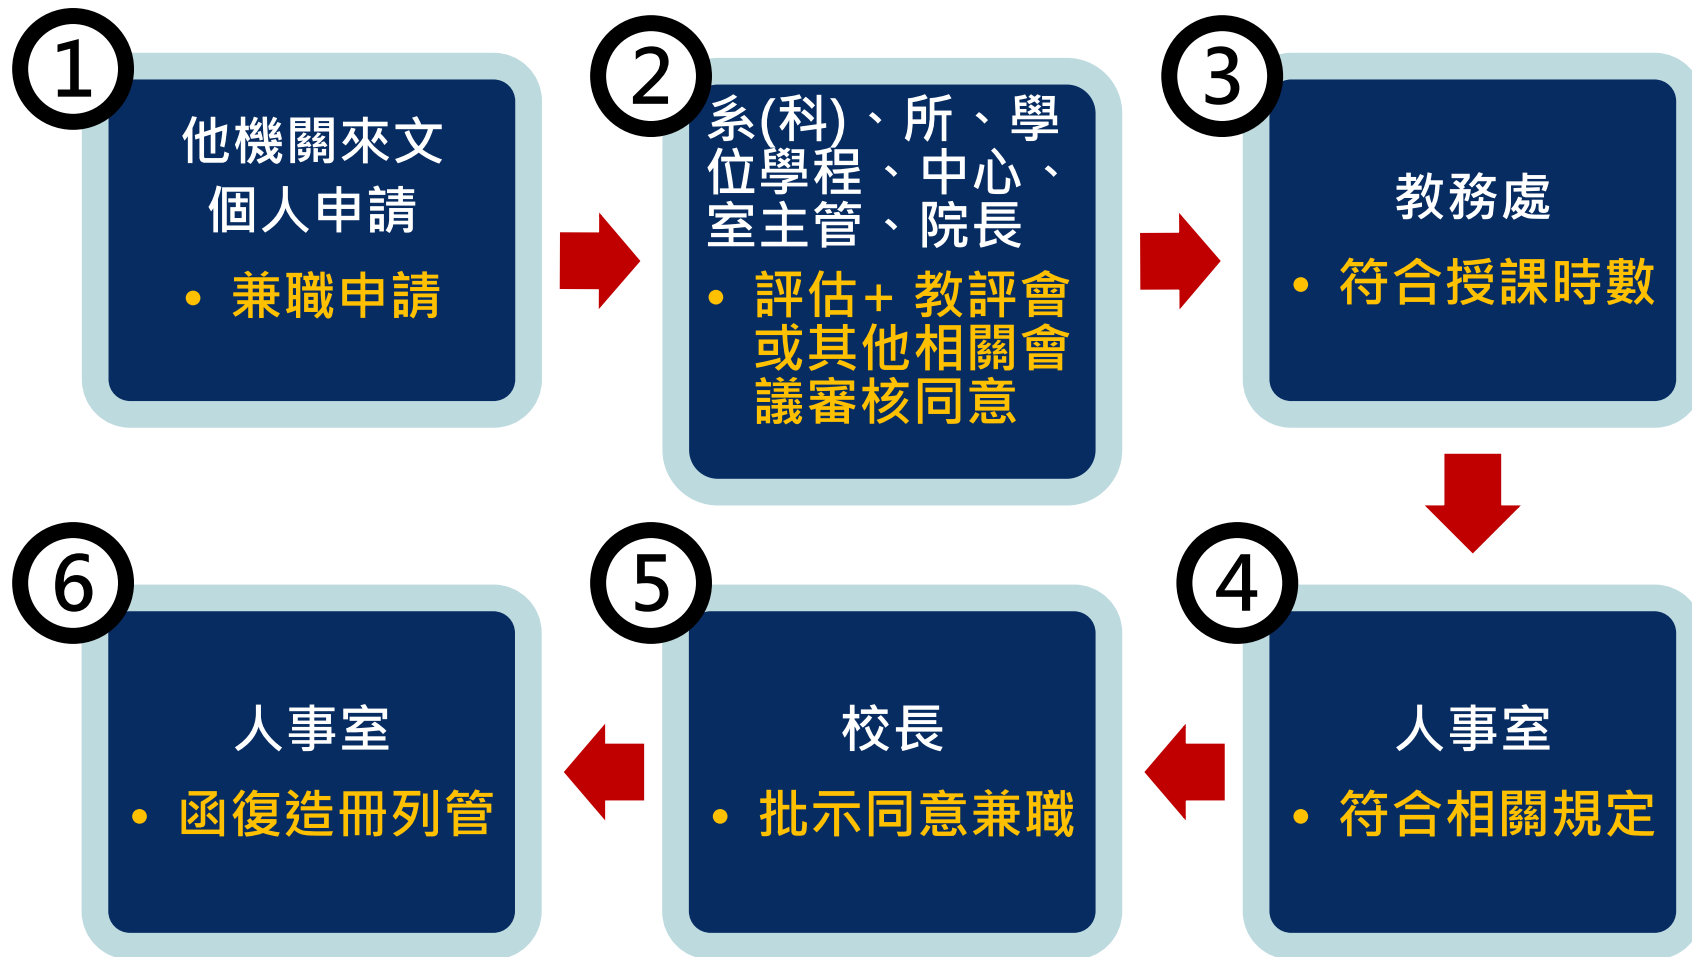 1
他機關來文
個人申請
• 兼職申請
2
系(科)、所、學
位學程、中心、
室主管、院長
• 評估+ 教評會
或其他相關會
議審核同意
3
教務處
• 符合授課時數
4
人事室
• 符合相關規定
5
校長
• 批示同意兼職
6
人事室
• 函復造冊列管